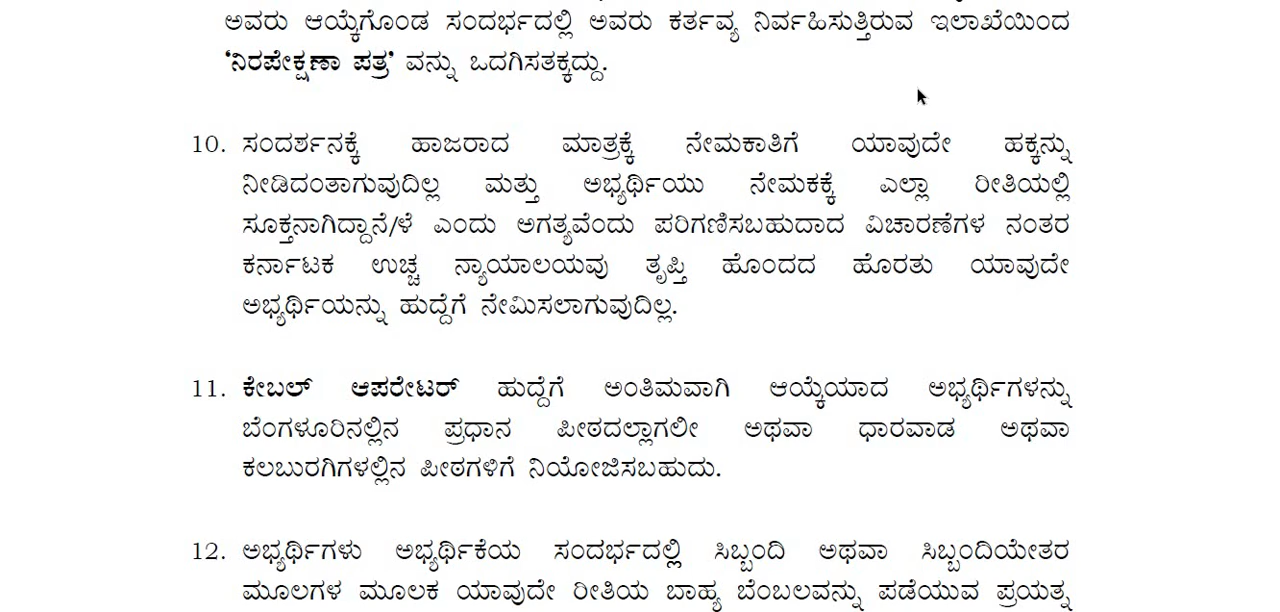 ಅವರು ಆಯ್ಕೆಗೊಂಡ ಸಂದರ್ಭದಲ್ಲಿ ಅವರು ಕರ್ತವ್ಯ ನಿರ್ವಹಿಸುತ್ತಿರುವ ಇಲಾಖೆಯಿಂದ
‘ನಿರಪೇಕ್ಷಣಾ ಪತ್ರ’ ವನ್ನು ಒದಗಿಸತಕ್ಕದ್ದು.
10. ಸಂದರ್ಶನಕ್ಕೆ ಹಾಜರಾದ ಮಾತ್ರಕ್ಕೆ ನೇಮಕಾತಿಗೆ ಯಾವುದೇ ಹಕ್ಕನ್ನು
ನೀಡಿದಂತಾಗುವುದಿಲ್ಲ ಮತ್ತು ಅಭ್ಯರ್ಥಿಯು ನೇಮಕಕ್ಕೆ ಎಲ್ಲಾ ರೀತಿಯಲ್ಲಿ
ಸೂಕ್ತನಾಗಿದ್ದಾನೆ/ಳೆ ಎಂದು ಅಗತ್ಯವೆಂದು ಪರಿಗಣಿಸಬಹುದಾದ ವಿಚಾರಣೆಗಳ ನಂತರ
ಕರ್ನಾಟಕ ಉಚ್ಚ ನ್ಯಾಯಾಲಯವು ತೃಪ್ತಿ ಹೊಂದದ ಹೊರತು ಯಾವುದೇ
ಅಭ್ಯರ್ಥಿಯನ್ನು ಹುದ್ದೆಗೆ ನೇಮಿಸಲಾಗುವುದಿಲ್ಲ.
11. ಕೇಬಲ್ ಆಪರೇಟರ್ ಹುದ್ದೆಗೆ ಅಂತಿಮವಾಗಿ ಆಯ್ಕೆಯಾದ ಅಭ್ಯರ್ಥಿಗಳನ್ನು
ಬೆಂಗಳೂರಿನಲ್ಲಿನ ಪ್ರಧಾನ ಪೀಠದಲ್ಲಾಗಲೀ ಅಥವಾ ಧಾರವಾಡ ಅಥವಾ
ಕಲಬುರಗಿಗಳಲ್ಲಿನ ಪೀಠಗಳಿಗೆ ನಿಯೋಜಿಸಬಹುದು.
12. ಅಭ್ಯರ್ಥಿಗಳು ಅಭ್ಯರ್ಥಿಕೆಯ ಸಂದರ್ಭದಲ್ಲಿ ಸಿಬ್ಬಂದಿ ಅಥವಾ ಸಿಬ್ಬಂದಿಯೇತರ
ಮೂಲಗಳ ಮೂಲಕ ಯಾವುದೇ ರೀತಿಯ ಬಾಹ್ಯ ಬೆಂಬಲವನ್ನು ಪಡೆಯುವ ಪ್ರಯತ್ನ